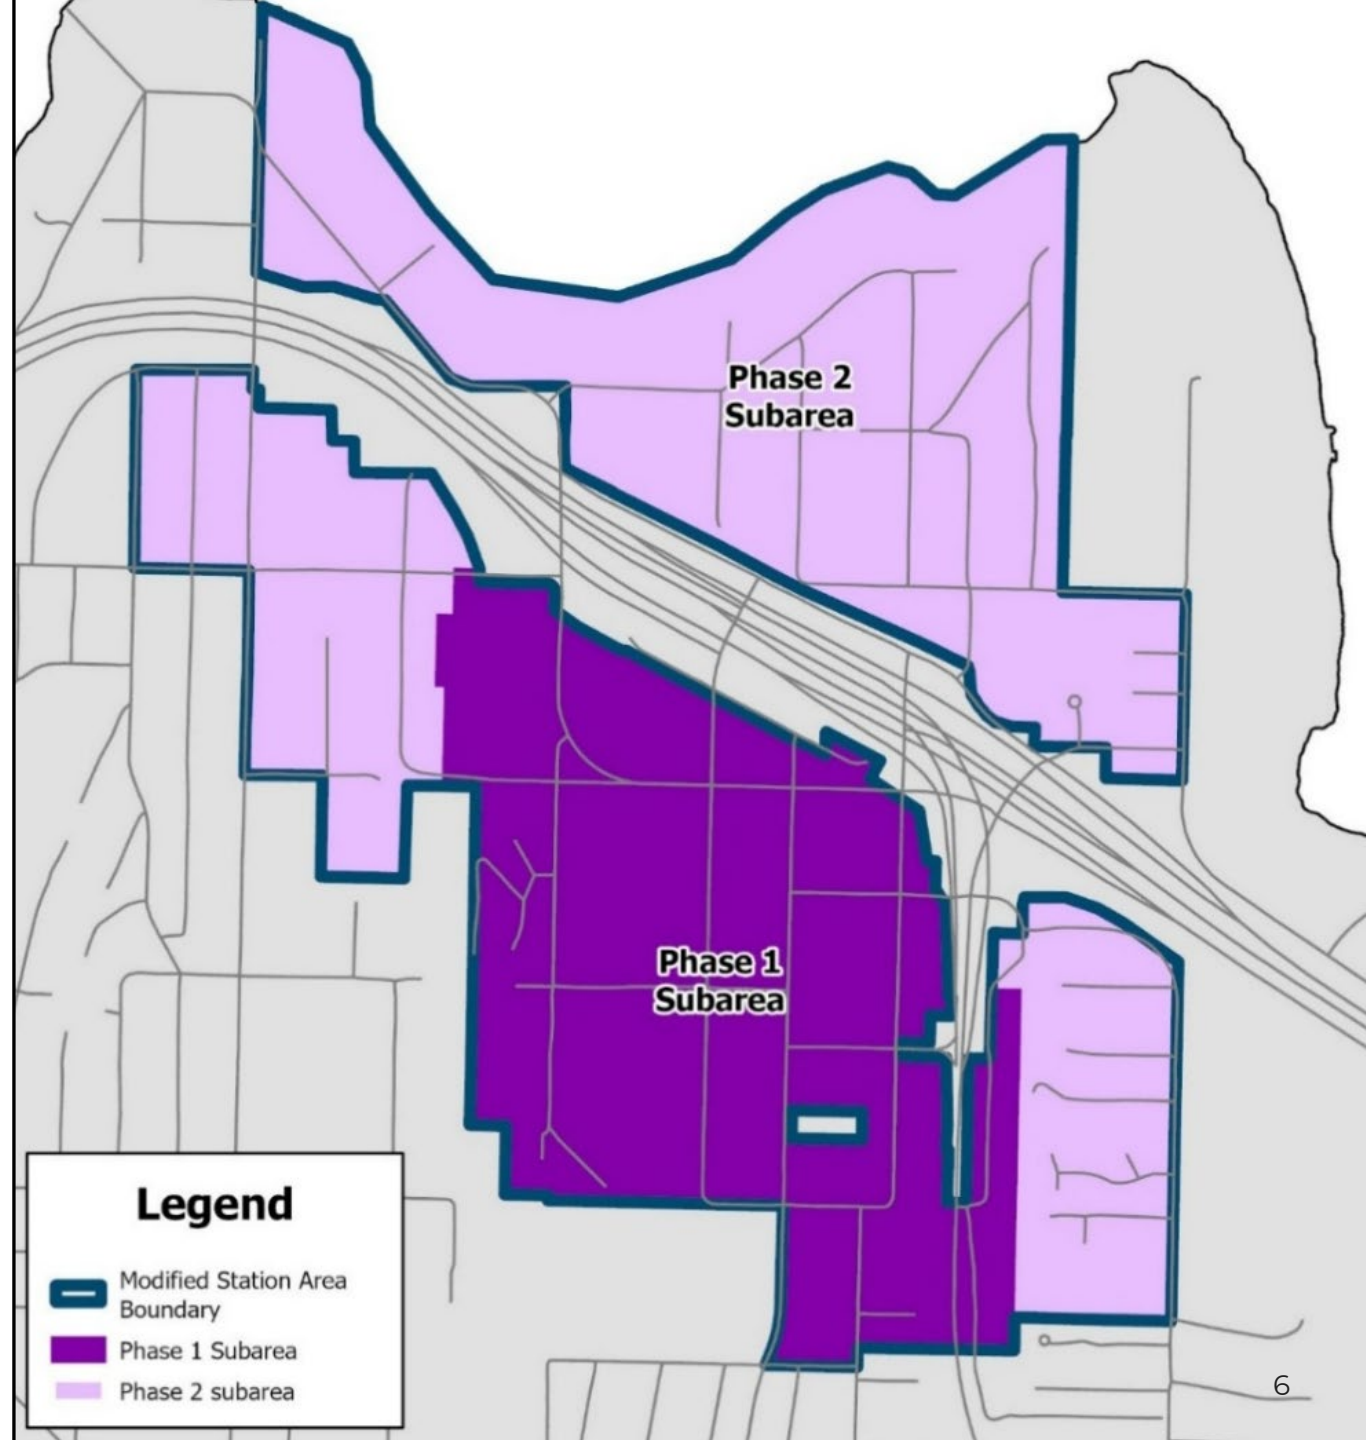 Phase 2
Subarea
Phase 1
Subarea
Legend
Modified Station Area
Boundary
Phase 1 Subarea
Phase 2 subarea
6